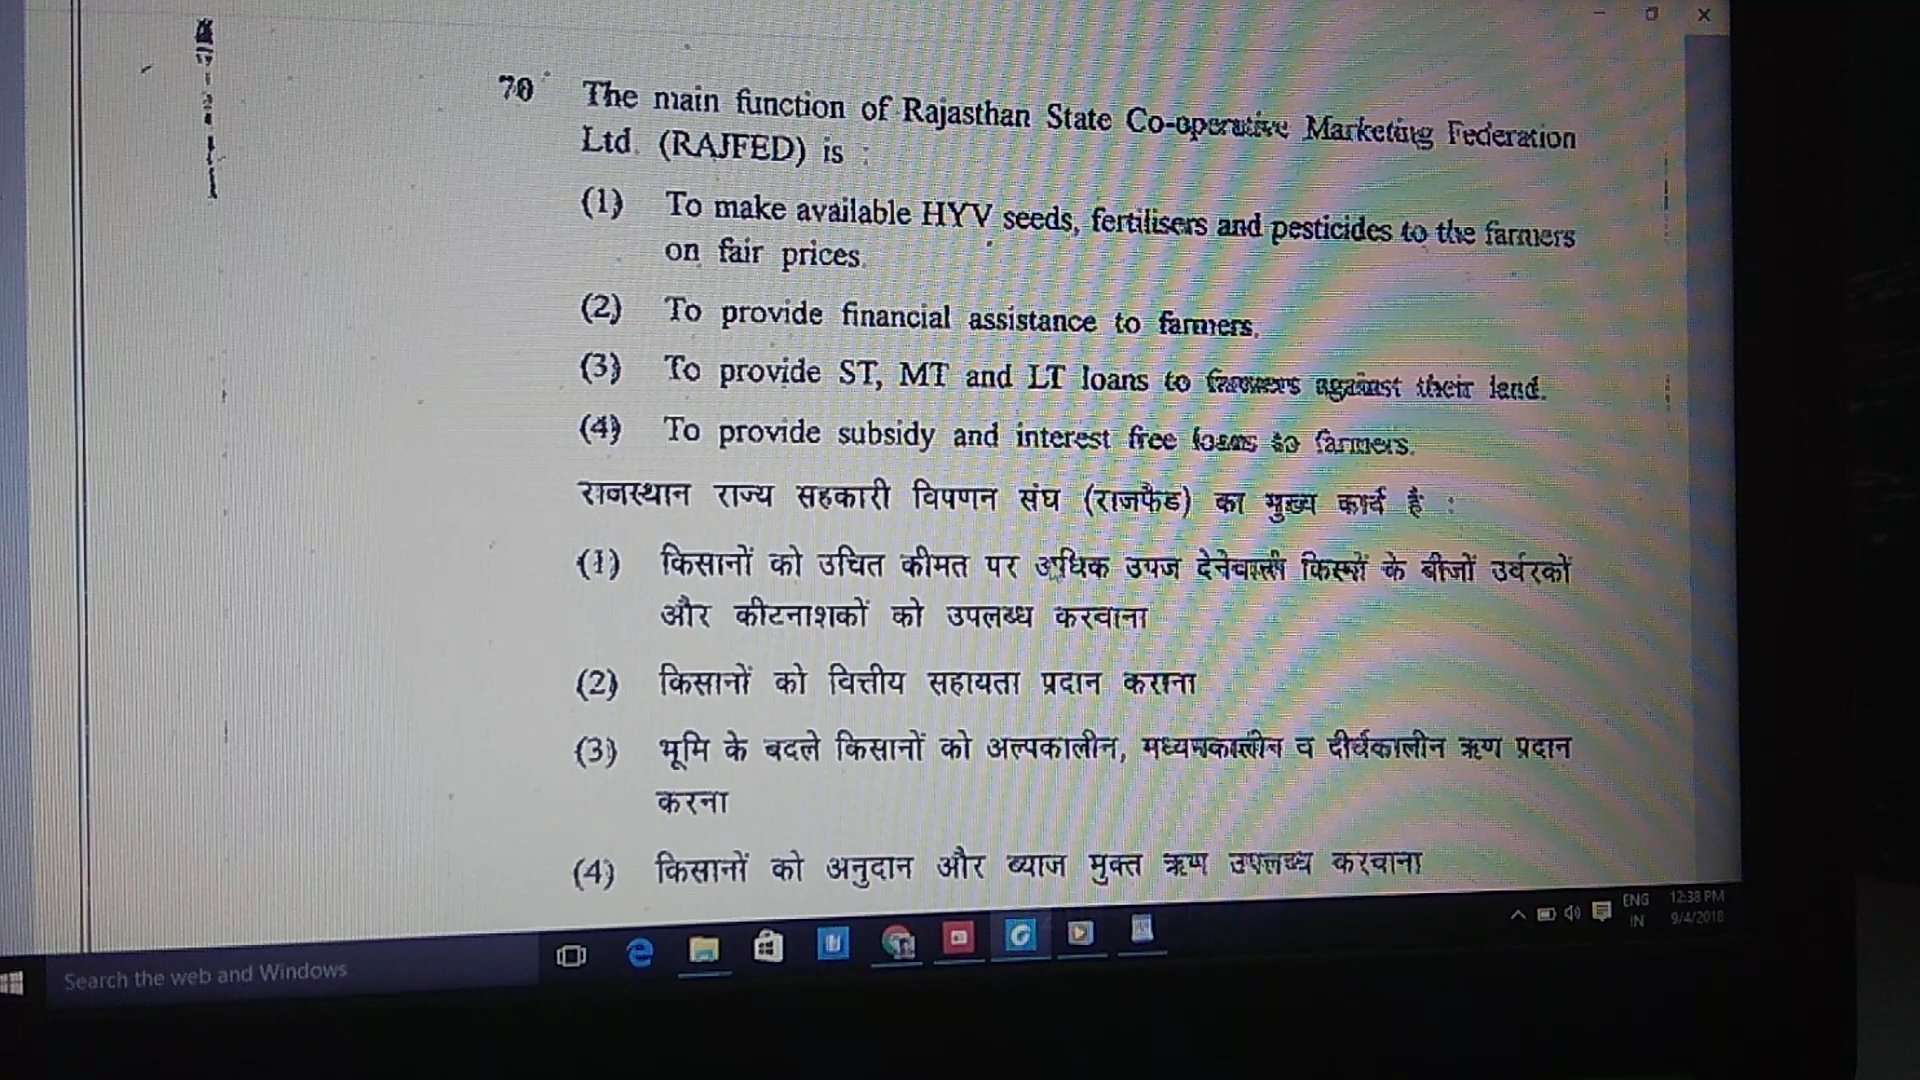 70 The main function of Rajasthan State Co-operative Marketing Federation
Ltd. (RAJFED) is :
(1) To make available HYV seeds, fertilisers and pesticides to the farmers
on fair prices.
(2) To provide financial assistance to farmers.
(3) To provide ST, MT and LT loans to farmers against their land.
(4) To provide subsidy and interest free loans to farmers.
राजस्थान राज्य सहकारी विपणन संघ (राजफैड) का मुख्य कार्य है :
(1) किसानों को उचित कीमत पर अधिक उपज देनेवाली किस्मों के बीजों उर्वरकों
और कीटनाशकों को उपलब्ध करवाना
(2) किसानों को वित्तीय सहायता प्रदान कराना
(3) भूमि के बदले किसानों को अल्पकालीन, मध्यमकालीन व दीर्घकालीन ऋण प्रदान
करना
(4) किसानों को अनुदान और ब्याज मुक्त ऋण उपलब्ध करवाना
ENG 12:38 PM
IN 9/4/2018
Search the web and Windows